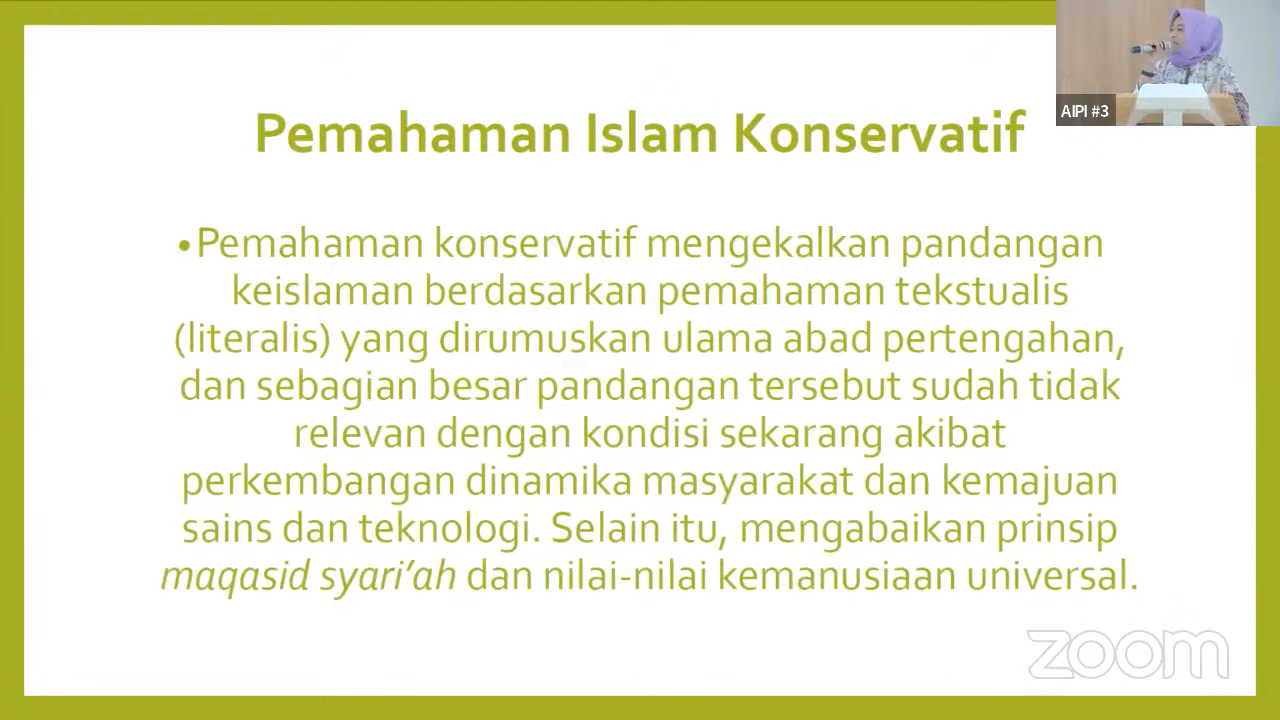 AIPI #3
Pemahaman Islam Konservatif
•Pemahaman konservatif mengekalkan pandangan
keislaman berdasarkan pemahaman tekstualis
(literalis) yang dirumuskan ulama abad pertengahan,
dan sebagian besar pandangan tersebut sudah tidak
relevan dengan kondisi sekarang akibat
perkembangan dinamika masyarakat dan kemajuan
sains dan teknologi. Selain itu, mengabaikan prinsip
maqasid syari’ah dan nilai-nilai kemanusiaan universal.
zoom